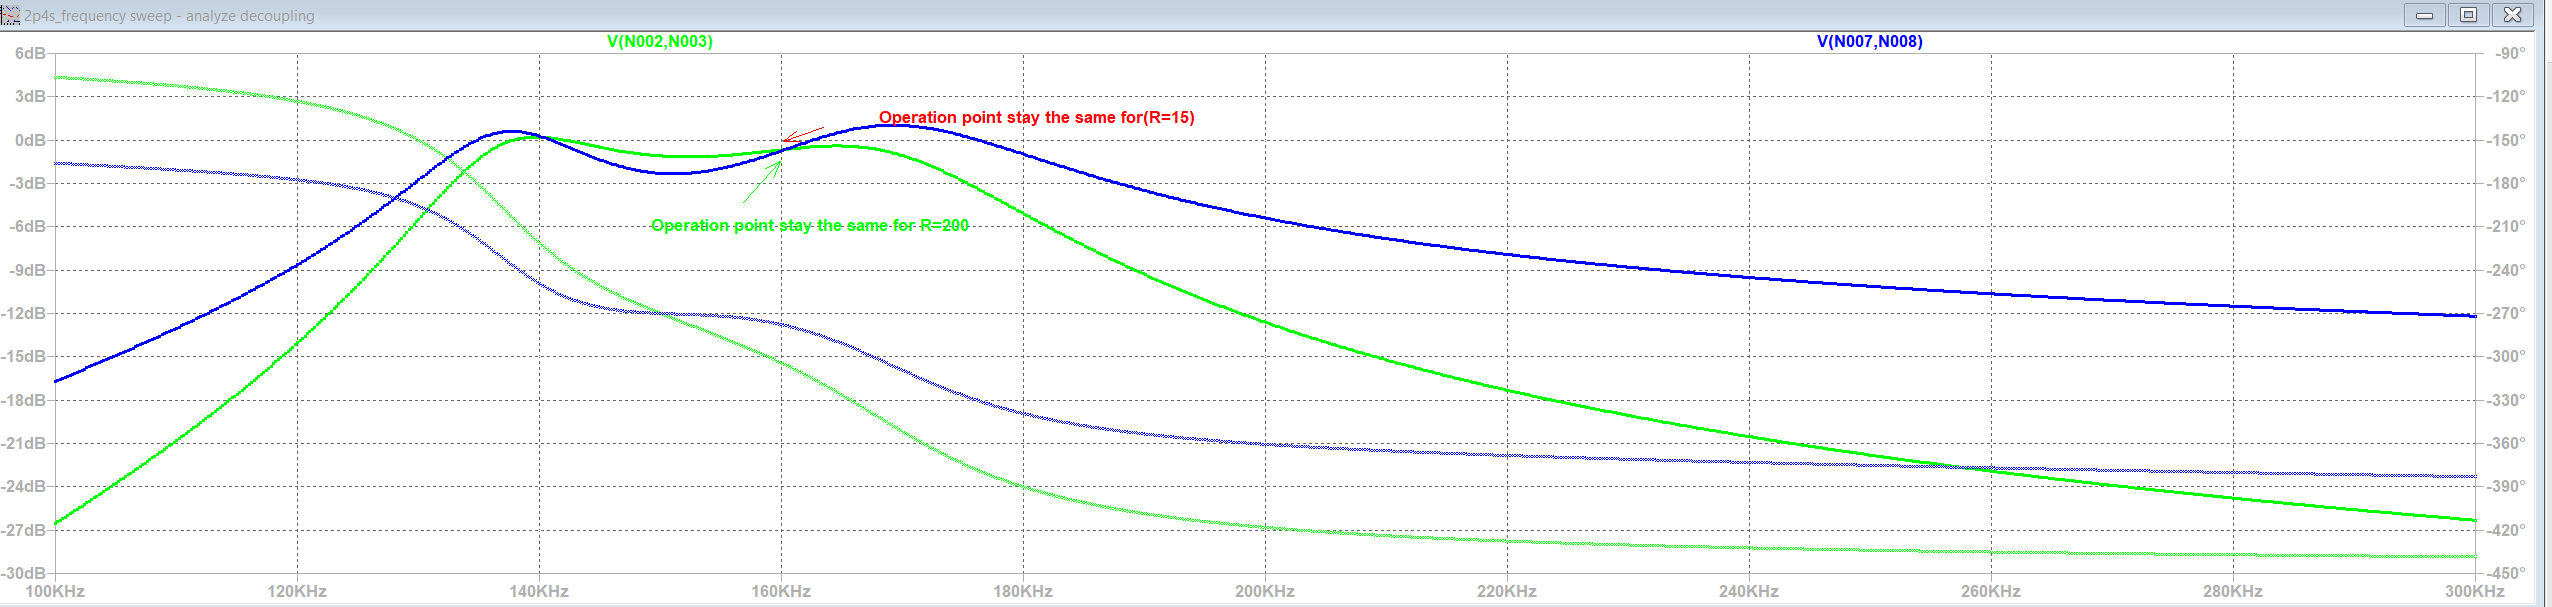 2p4s_frequency sweep - analyze decoupling
V(N002,N003) V(N007,N008)
6dB -90°
3dB -120°
Operation point stay the same for(R=15)
0dB -150°
-3dB -180°
Operation point stay the same for R=200
-6dB -210°
-9dB -240°
-12dB -270°
-15dB -300°
-18dB -330°
-21dB -360°
-24dB -390°
-27dB -420°
-30dB -450°
100KHz 120KHz 140KHz 160KHz 180KHz 200KHz 220KHz 240KHz 260KHz 280KHz 300KHz